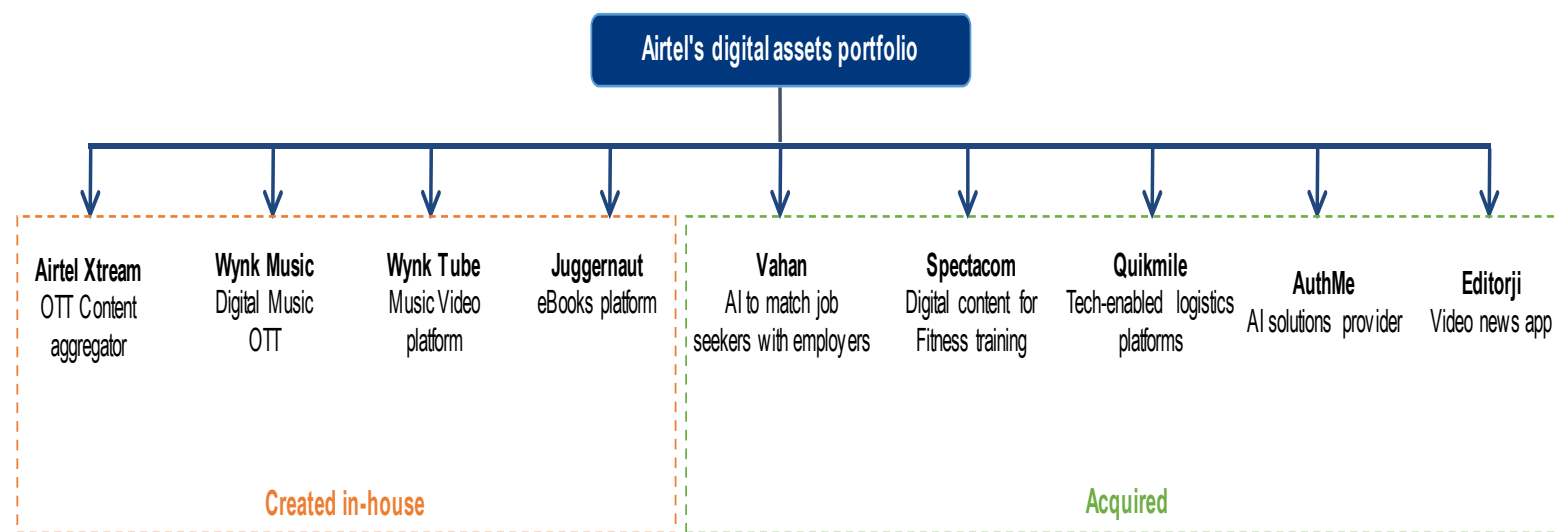 Airtel's digital assets portfolio
Airtel Xtream
OTT Content
aggregator
Wynk Music
Digital Music
OTT
Wynk Tube
Music Video
platform
Juggernaut
eBooks platform
Vahan
AI to match job
seekers with employers
Spectacom
Digital content for
Fitness training
Quikmile
Tech-enabled logistics
platforms
AuthMe
AI solutions provider
Editorji
Video news app
Created in-house
Acquired